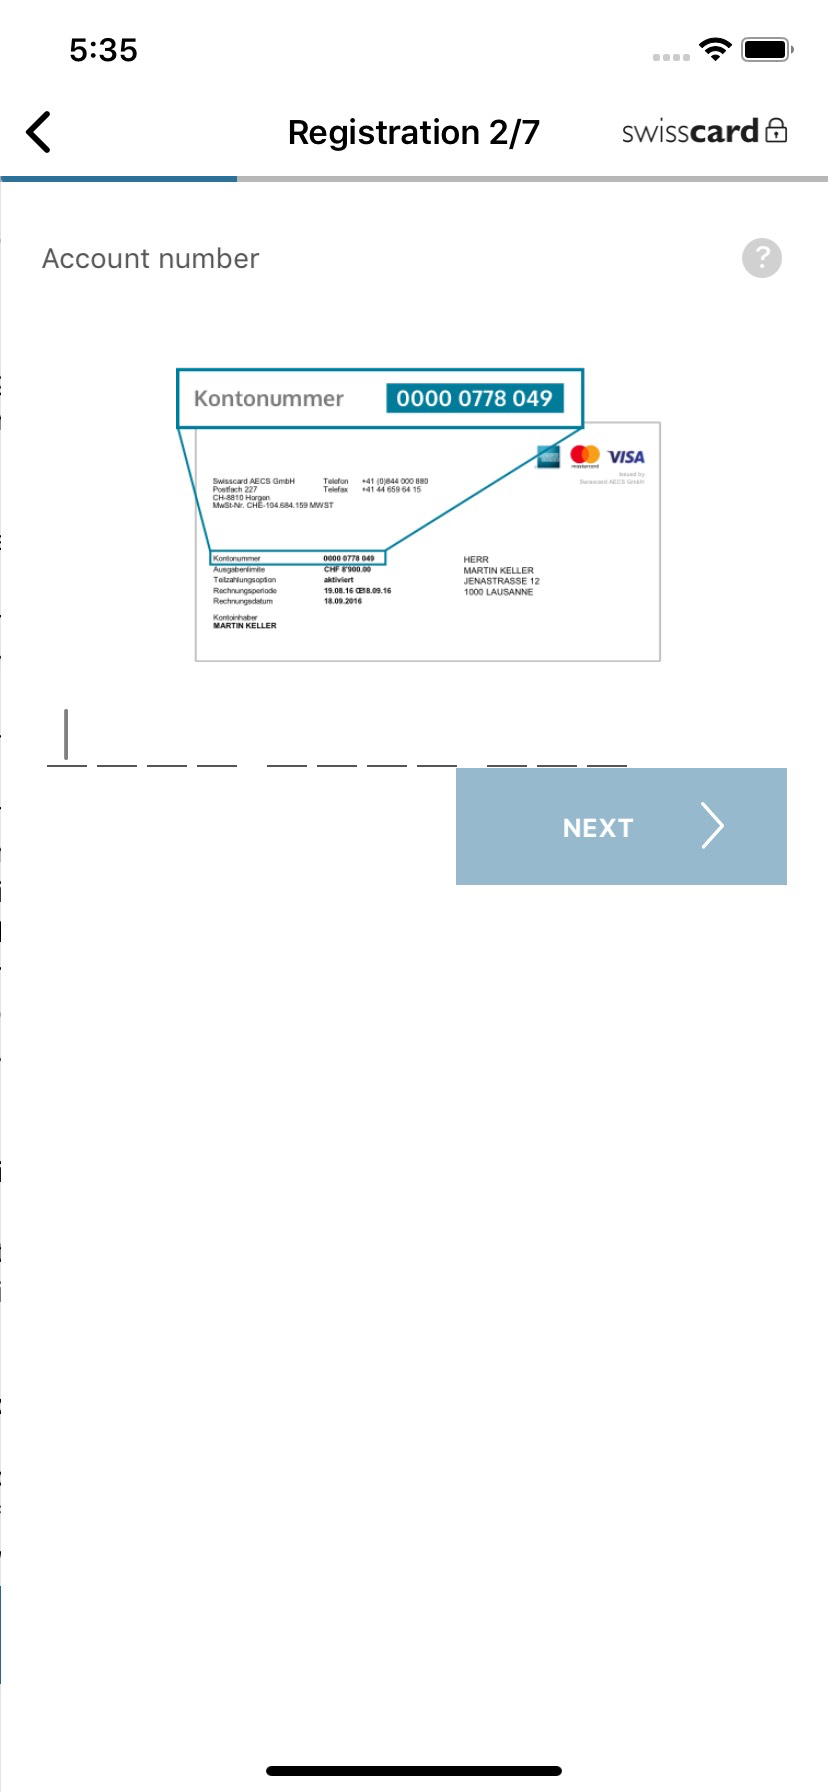 5:35
Registration 2/7
swisscard
Account number
?
Kontonummer 0000 0778 049
VISA
mastercard
Issued by
Swisscard AECS GmbH
Swisscard AECS GmbH Telefon +41 (0)844 000 880
Postfach 227 Telefax +41 44 659 64 15
CH-8810 Horgen
MwSt-Nr. CHE-104.684.159 MWST
Kontonummer 0000 0778 049
Ausgabenlimite CHF 8'900.00
Teilzahlungsoption aktiviert
Rechnungsperiode 19.08.16 Œ18.09.16
Rechnungsdatum 18.09.2016
Kontoinhaber
MARTIN KELLER
HERR
MARTIN KELLER
JENASTRASSE 12
1000 LAUSANNE
NEXT